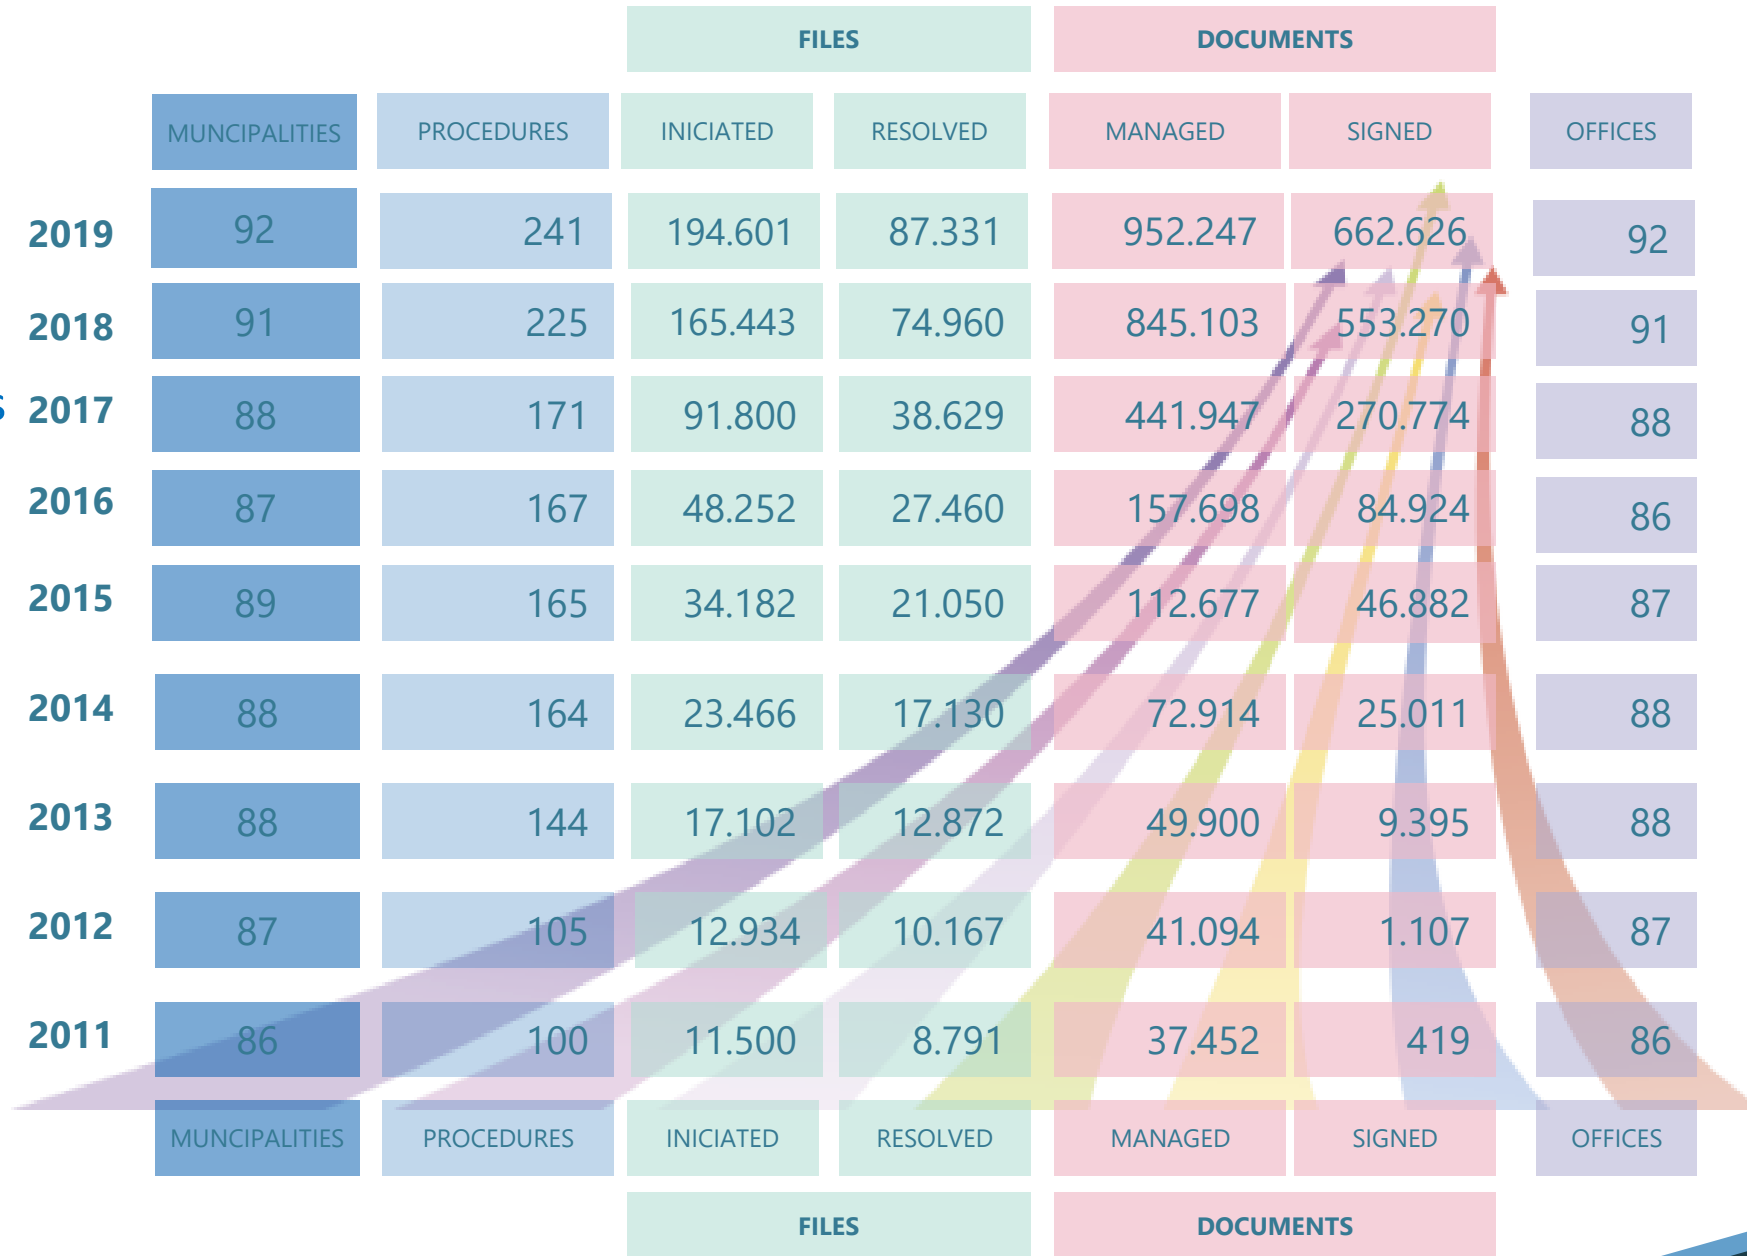 FILES DOCUMENTS
MUNCIPALITIES PROCEDURES INICIATED RESOLVED MANAGED SIGNED OFFICES
2019 92 241 194.601 87.331 952.247 662.626 92
2018 91 225 165.443 74.960 845.103 553.270 91
2017 88 171 91.800 38.629 441.947 270.774 88
2016 87 167 48.252 27.460 157.698 84.924 86
2015 89 165 34.182 21.050 112.677 46.882 87
2014 88 164 23.466 17.130 72.914 25.011 88
2013 88 144 17.102 12.872 49.900 9.395 88
2012 87 105 12.934 10.167 41.094 1.107 87
2011 86 100 11.500 8.791 37.452 419 86
MUNCIPALITIES PROCEDURES INICIATED RESOLVED MANAGED SIGNED OFFICES
FILES DOCUMENTS